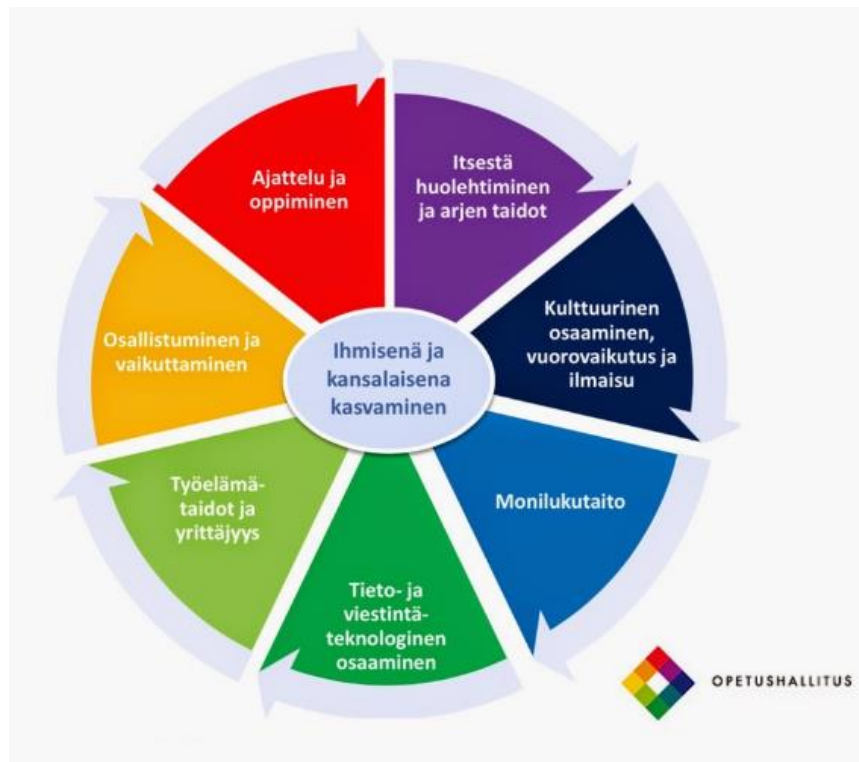 Ajattelu ja
oppiminen
Itsestä
huolehtiminen
ja arjen taidot
Kulttuurinen
osaaminen,
vuorovaikutus ja
ilmaisu
Monilukutaito
Tieto- ja
viestintä-
teknologinen
osaaminen
Työelämä-
taidot ja
yrittäjyys
Osallistuminen ja
vaikuttaminen
Ihmisenä ja
kansalaisena
kasvaminen
OPETUSHALLITUS